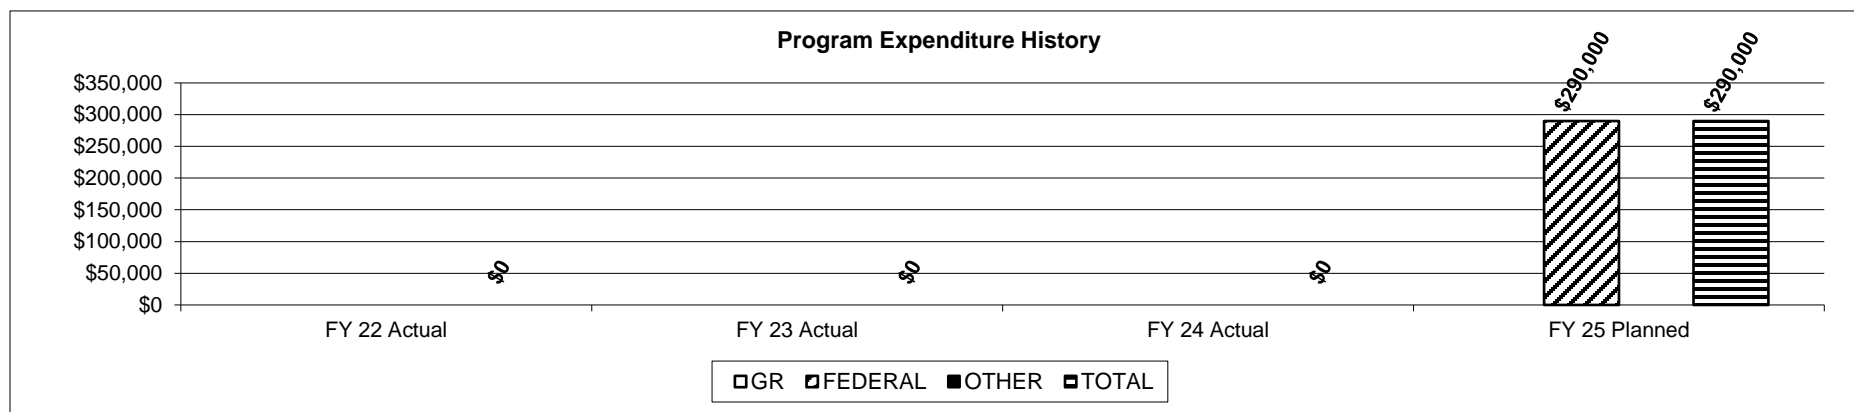 Program Expenditure History
$290,000 $290,000
$350,000
$300,000
$250,000
$200,000
$150,000
$100,000
$50,000
$0
$0 $0 $0
FY 22 Actual FY 23 Actual FY 24 Actual FY 25 Planned
GR FEDERAL OTHER TOTAL